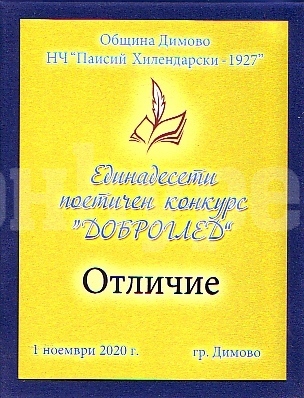 Община Димово
НЧ "Паисий Хилендарски - 1927"
Единадесети
поетичен конкурс
"ДОБРОГЛЕД"
Отличие
1 ноември 2020 г.
гр. Димово